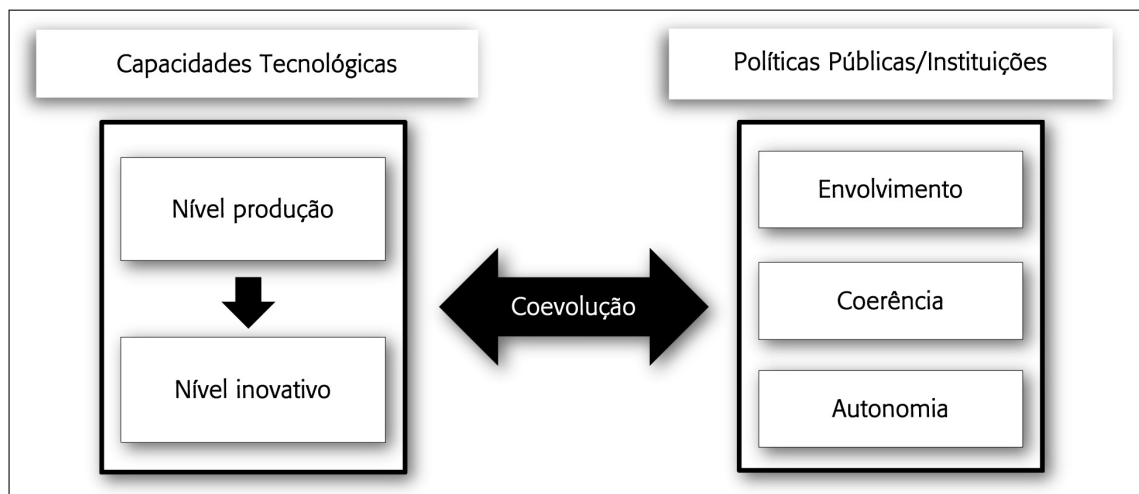 Capacidades Tecnológicas
Nível produção
Nível inovativo
Coevolução
Políticas Públicas/Instituições
Envolvimento
Coerência
Autonomia